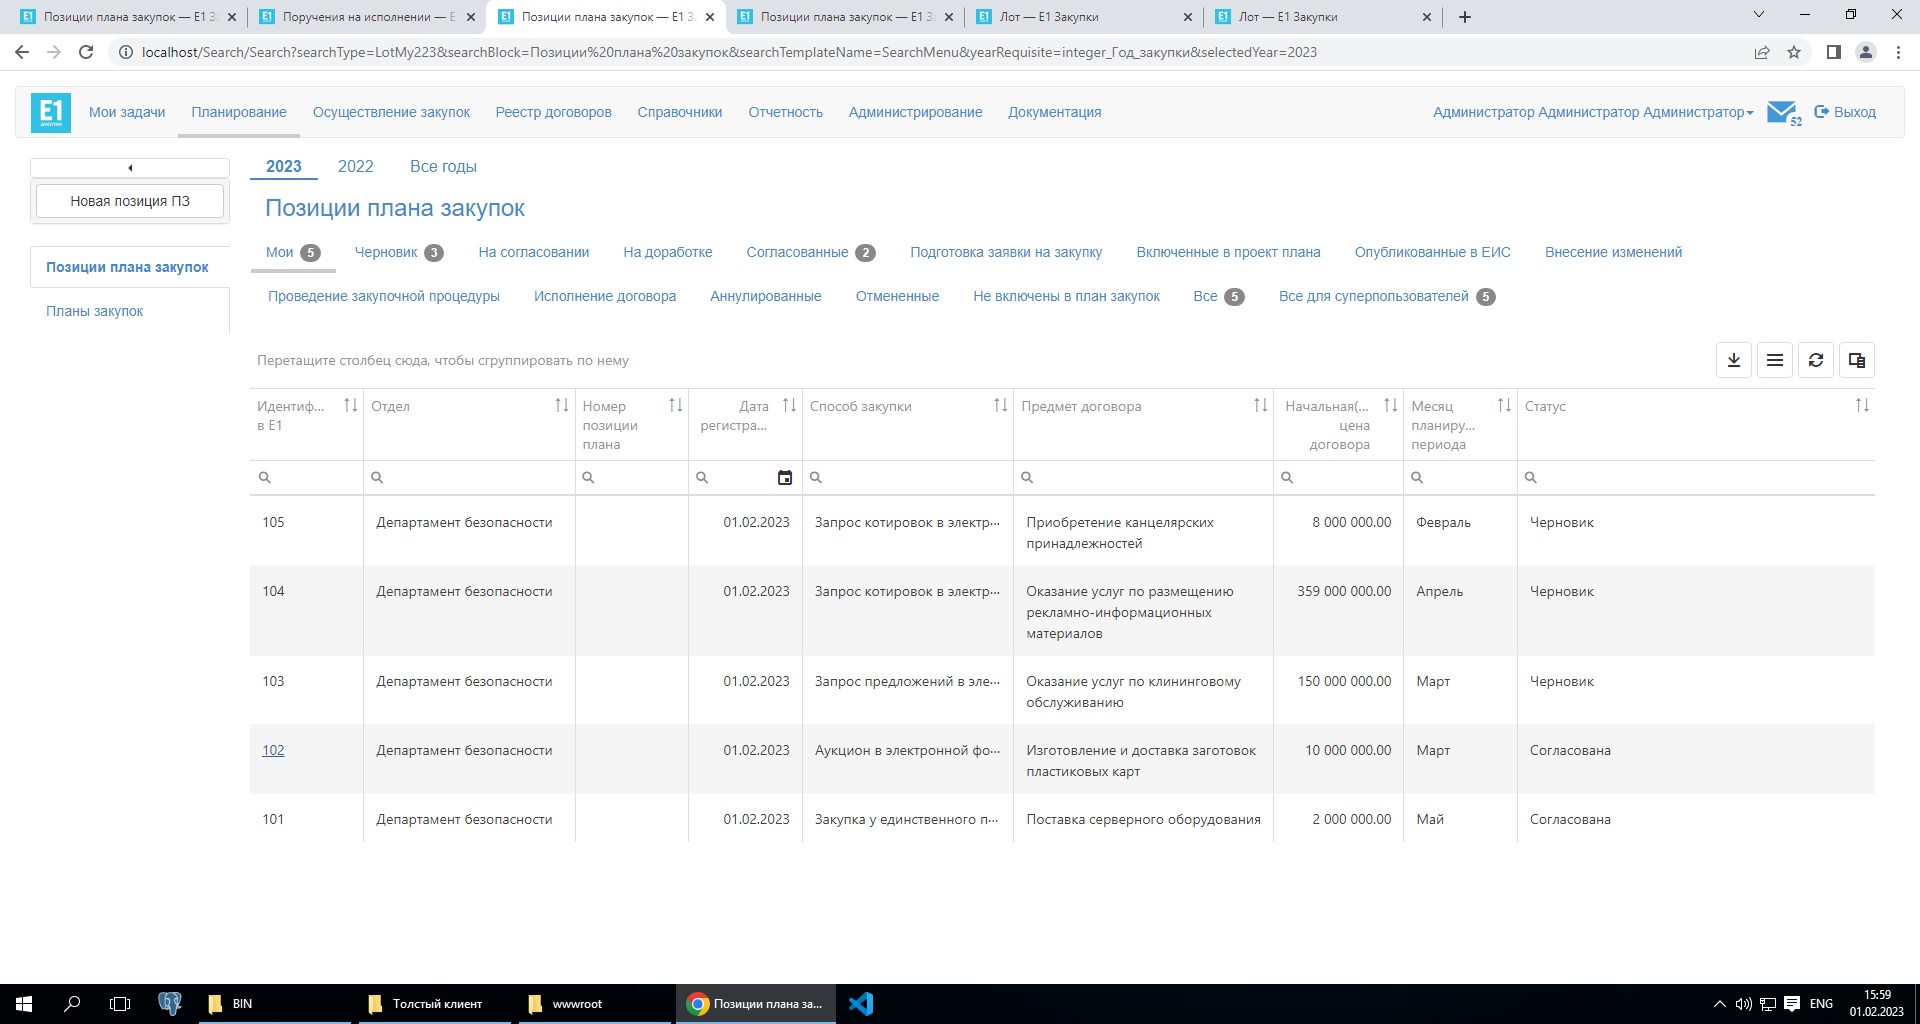 Позиции плана закупок — E1 З
Поручения на исполнении — E
Позиции плана закупок — E1 З
Позиции плана закупок — E1 З
Лот — E1 Закупки
Лот — E1 Закупки
localhost/Search/Search?searchType=LotMy223&searchBlock=Позиции%20плана%20закупок&searchTemplateName=SearchMenu&yearRequisite=integer_Год_закупки&selectedYear=2023
E1
Мои задачи
Планирование
Осуществление закупок
Реестр договоров
Справочники
Отчетность
Администрирование
Документация
Администратор Администратор Администратор
52
Выход
Новая позиция ПЗ
Позиции плана закупок
Планы закупок
2023 2022 Все годы
Позиции плана закупок
Мои 5
Черновик 3
На согласовании
На доработке
Согласованные 2
Подготовка заявки на закупку
Включенные в проект плана
Опубликованные в ЕИС
Внесение изменений
Проведение закупочной процедуры
Исполнение договора
Аннулированные
Отмененные
Не включены в план закупок
Все 5
Все для суперпользователей 5
Перетащите столбец сюда, чтобы сгруппировать по нему
Идентиф...
в E1
Отдел
Номер
позиции
плана
Дата
регистра...
Способ закупки
Предмет договора
Начальная(...
цена
договора
Месяц
планиру...
периода
Статус
105 Департамент безопасности 01.02.2023 Запрос котировок в электр... Приобретение канцелярских 8 000 000.00 Февраль Черновик
принадлежностей
104 Департамент безопасности 01.02.2023 Запрос котировок в электр... Оказание услуг по размещению 359 000 000.00 Апрель Черновик
рекламно-информационных
материалов
103 Департамент безопасности 01.02.2023 Запрос предложений в эле... Оказание услуг по клининговому 150 000 000.00 Март Черновик
обслуживанию
102 Департамент безопасности 01.02.2023 Аукцион в электронной фо... Изготовление и доставка заготовок 10 000 000.00 Март Согласована
пластиковых карт
101 Департамент безопасности 01.02.2023 Закупка у единственного п... Поставка серверного оборудования 2 000 000.00 Май Согласована
BIN
Толстый клиент
wwwroot
Позиции плана за...
ENG
15:59
01.02.2023